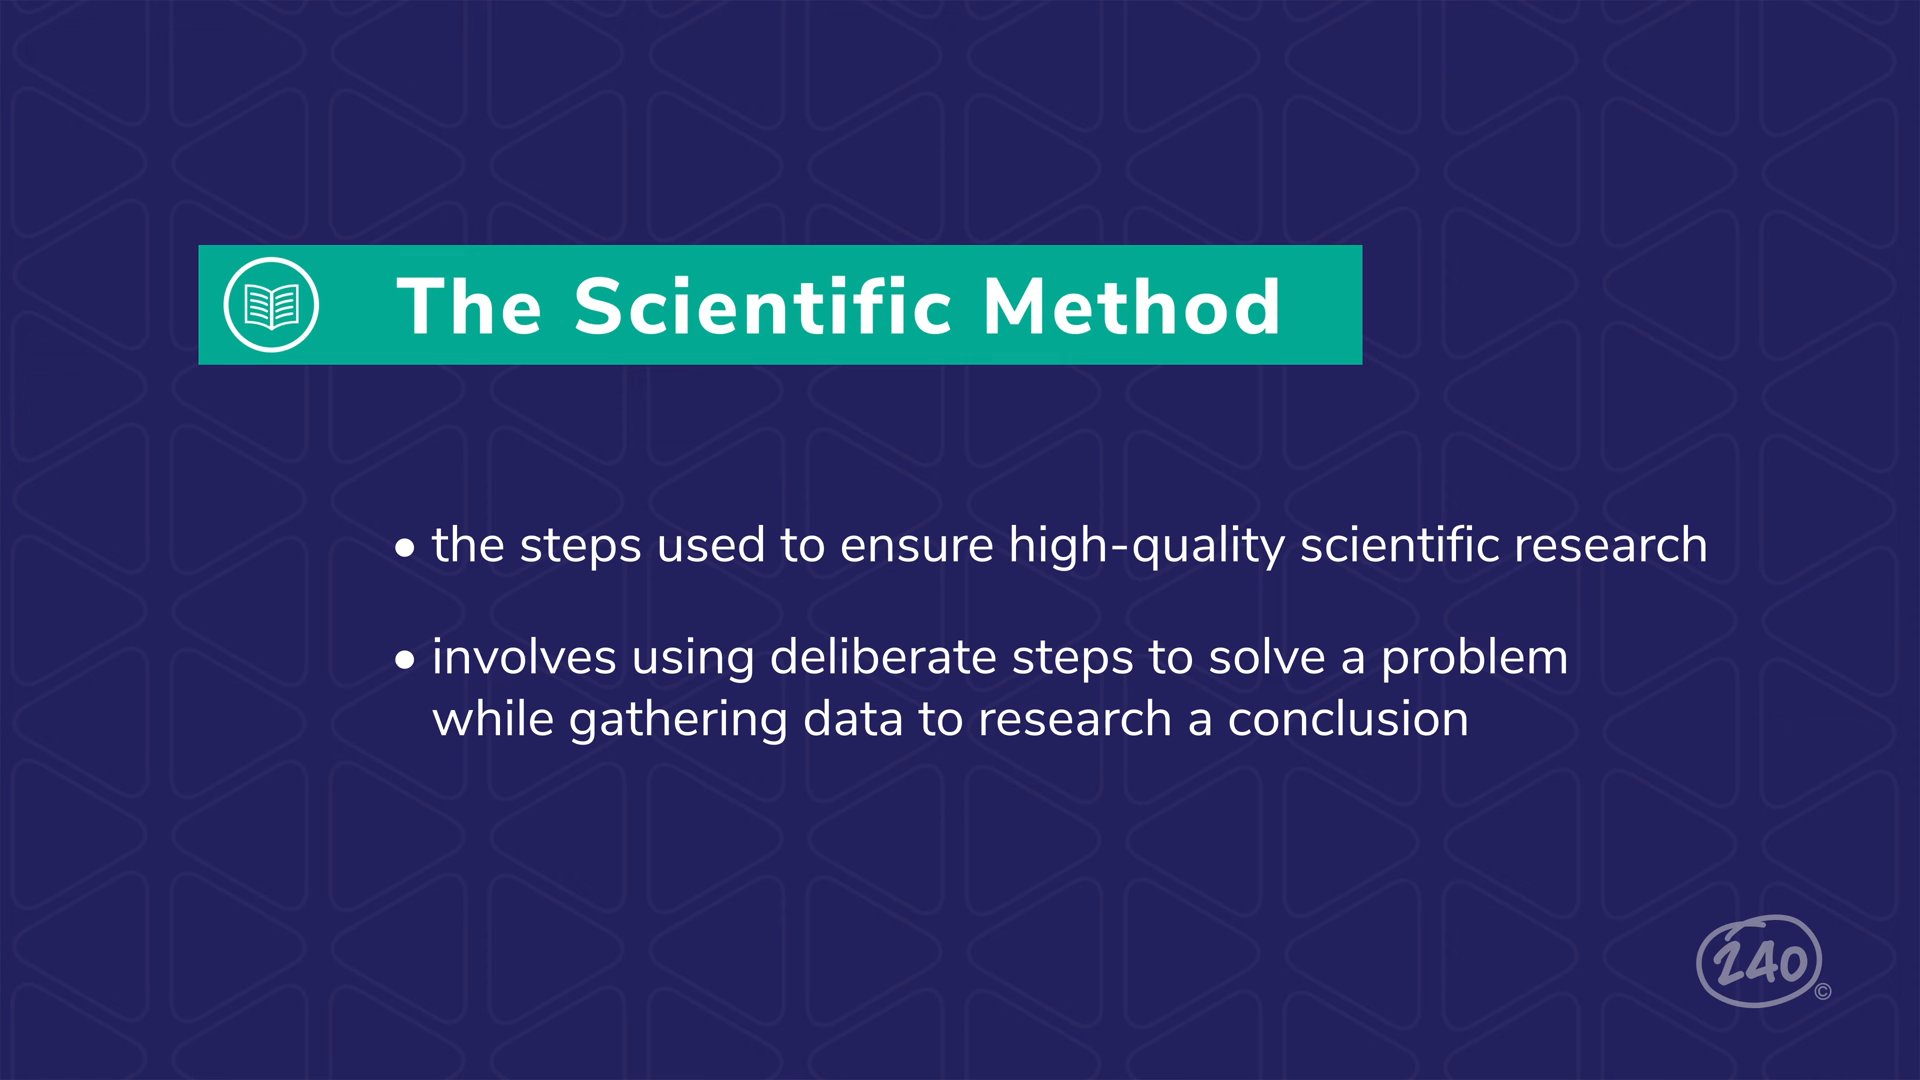 The Scientific Method
• the steps used to ensure high-quality scientific research
• involves using deliberate steps to solve a problem
while gathering data to research a conclusion
240
©